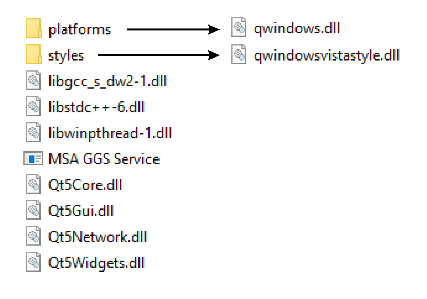 platforms qwindows.dll
styles qwindowsvistastyle.dll
libgcc_s_dw2-1.dll
libstdc++-6.dll
libwinpthread-1.dll
MSA GGS Service
Qt5Core.dll
Qt5Gui.dll
Qt5Network.dll
Qt5Widgets.dll